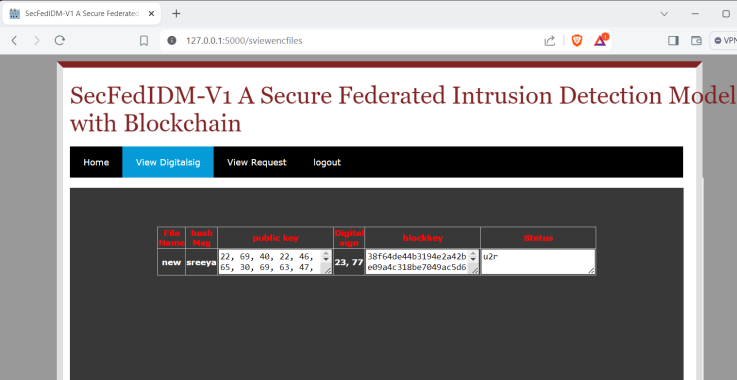 SecFedIDM-V1 A Secure Federated
127.0.0.1:5000/sviewencfiles
VPN
SecFedIDM-V1 A Secure Federated Intrusion Detection Model
with Blockchain
Home View Digitalsig View Request logout
File Name hash Msg public key Digital sign blockkey Status
new sreeya 22, 69, 40, 22, 46, 65, 30, 69, 63, 47, 23, 77 38f64de44b3194e2a42b e09a4c318be7049ac5d6 u2r